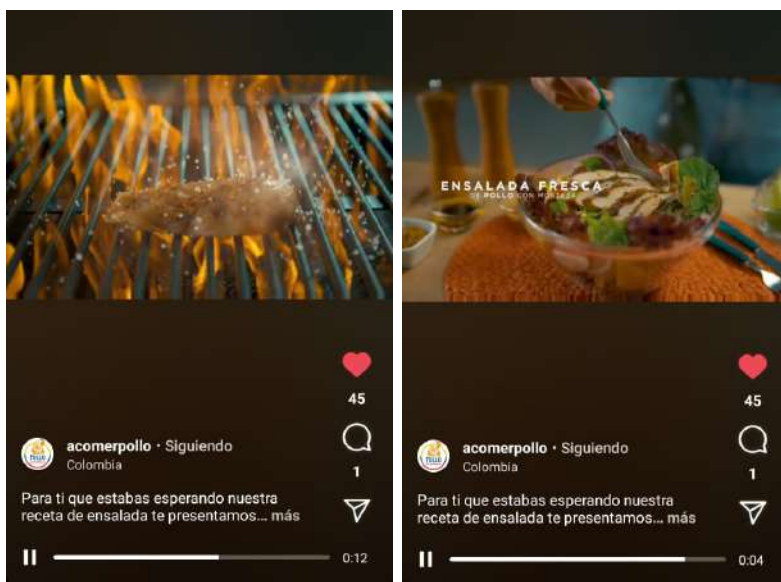 45
acomerpollo · Siguiendo
Colombia
1
Para ti que estabas esperando nuestra
receta de ensalada te presentamos... más
0:12
ENSALADA FRESCA
DE POLLO CON MOSTAZA
45
acomerpollo · Siguiendo
Colombia
1
Para ti que estabas esperando nuestra
receta de ensalada te presentamos... más
0:04